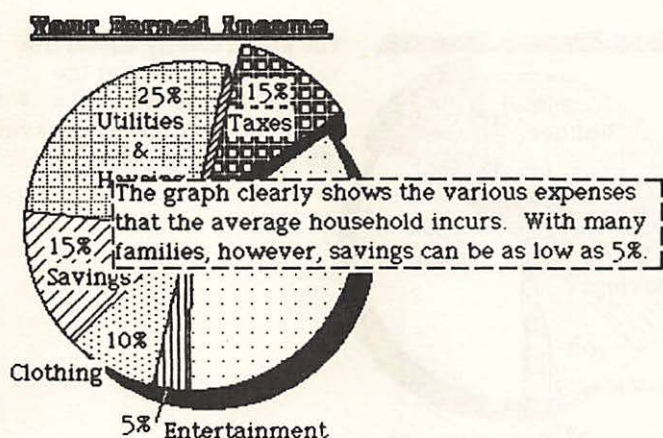 Your Earned Income
25%
Utilities
&
15%
Taxes
The graph clearly shows the various expenses
that the average household incurs. With many
families, however, savings can be as low as 5%.
15%
Savings
10%
Clothing
5% Entertainment